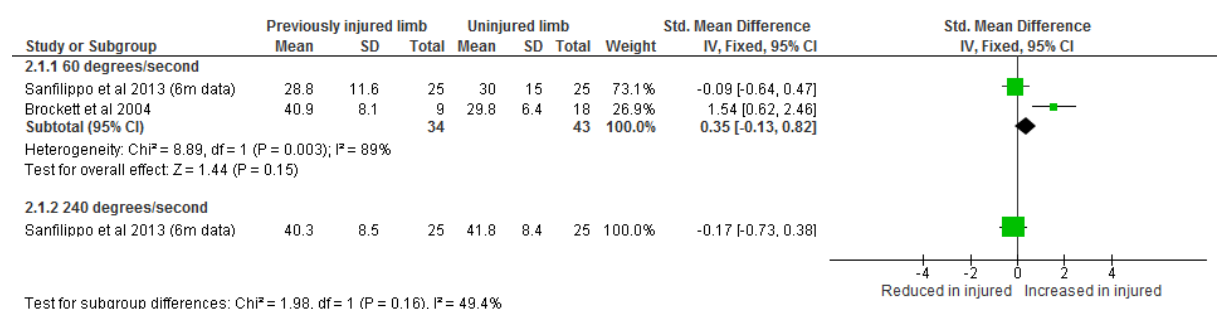 Previously injured limb Uninjured limb Std. Mean Difference Std. Mean Difference
Study or Subgroup Mean SD Total Mean SD Total Weight IV, Fixed, 95% CI IV, Fixed, 95% CI
2.1.1 60 degrees/second
Sanfilippo et al 2013 (6m data) 28.8 11.6 25 30 15 25 73.1% -0.09 [-0.64, 0.47]
Brockett et al 2004 40.9 8.1 9 29.8 6.4 18 26.9% 1.54 [0.62, 2.46]
Subtotal (95% CI) 34 43 100.0% 0.35 [-0.13, 0.82]
Heterogeneity: Chi² = 8.89, df = 1 (P = 0.003); I² = 89%
Test for overall effect: Z = 1.44 (P = 0.15)
2.1.2 240 degrees/second
Sanfilippo et al 2013 (6m data) 40.3 8.5 25 41.8 8.4 25 100.0% -0.17 [-0.73, 0.38]
-4 -2 0 2 4
Reduced in injured Increased in injured
Test for subgroup differences: Chi² = 1.98, df = 1 (P = 0.16), I² = 49.4%